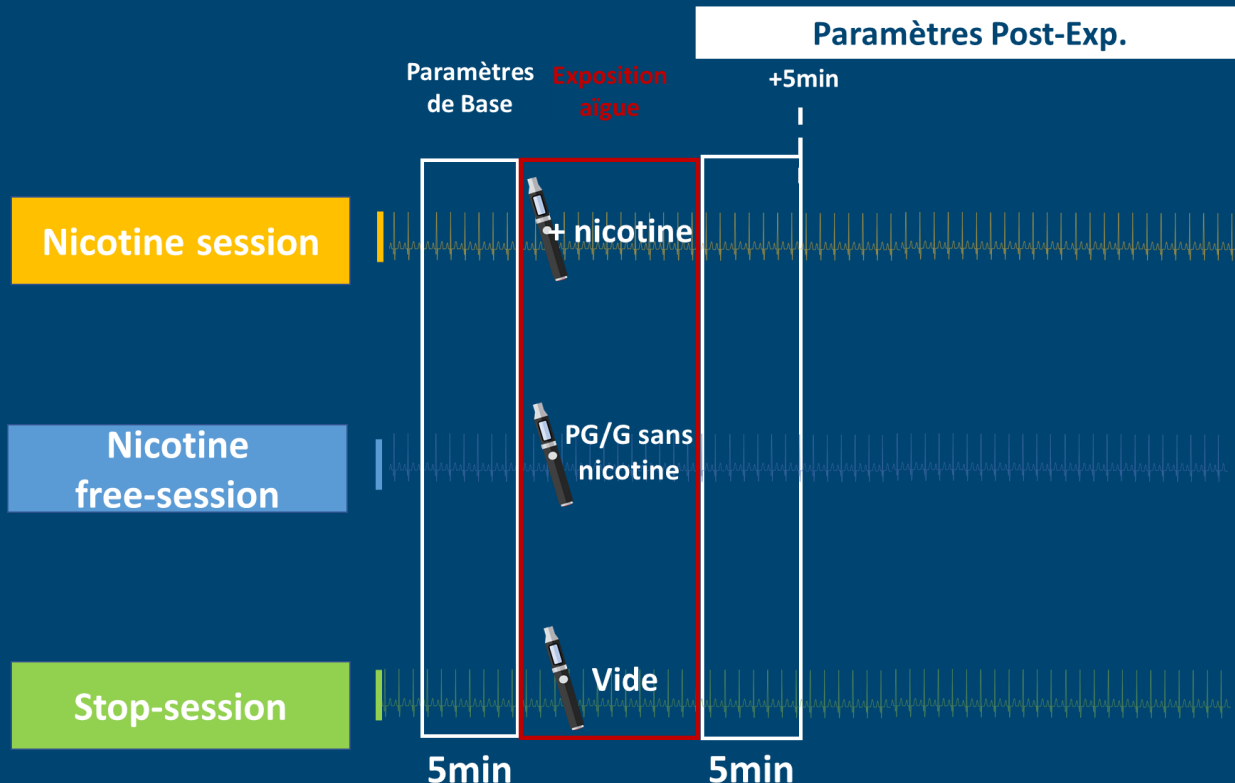 Paramètres Post-Exp.
Paramètres
de Base
Exposition
aïgue
+5min
Nicotine session
+ nicotine
Nicotine
free-session
PG/G sans
nicotine
Stop-session
Vide
5min
5min